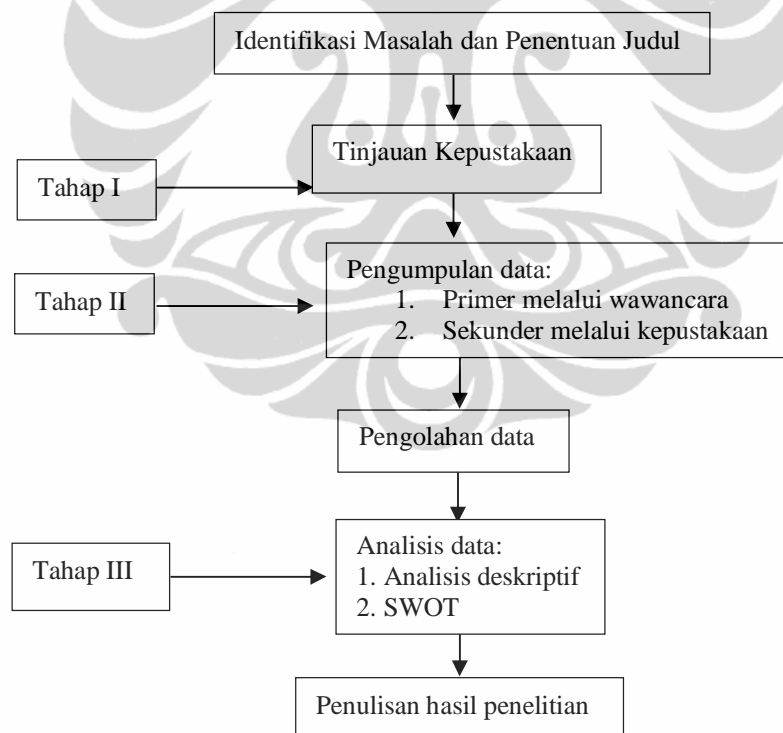 Identifikasi Masalah dan Penentuan Judul
Tinjauan Kepustakaan
Tahap I
Pengumpulan data:
1. Primer melalui wawancara
2. Sekunder melalui kepustakaan
Tahap II
Pengolahan data
Analisis data:
1. Analisis deskriptif
2. SWOT
Tahap III
Penulisan hasil penelitian